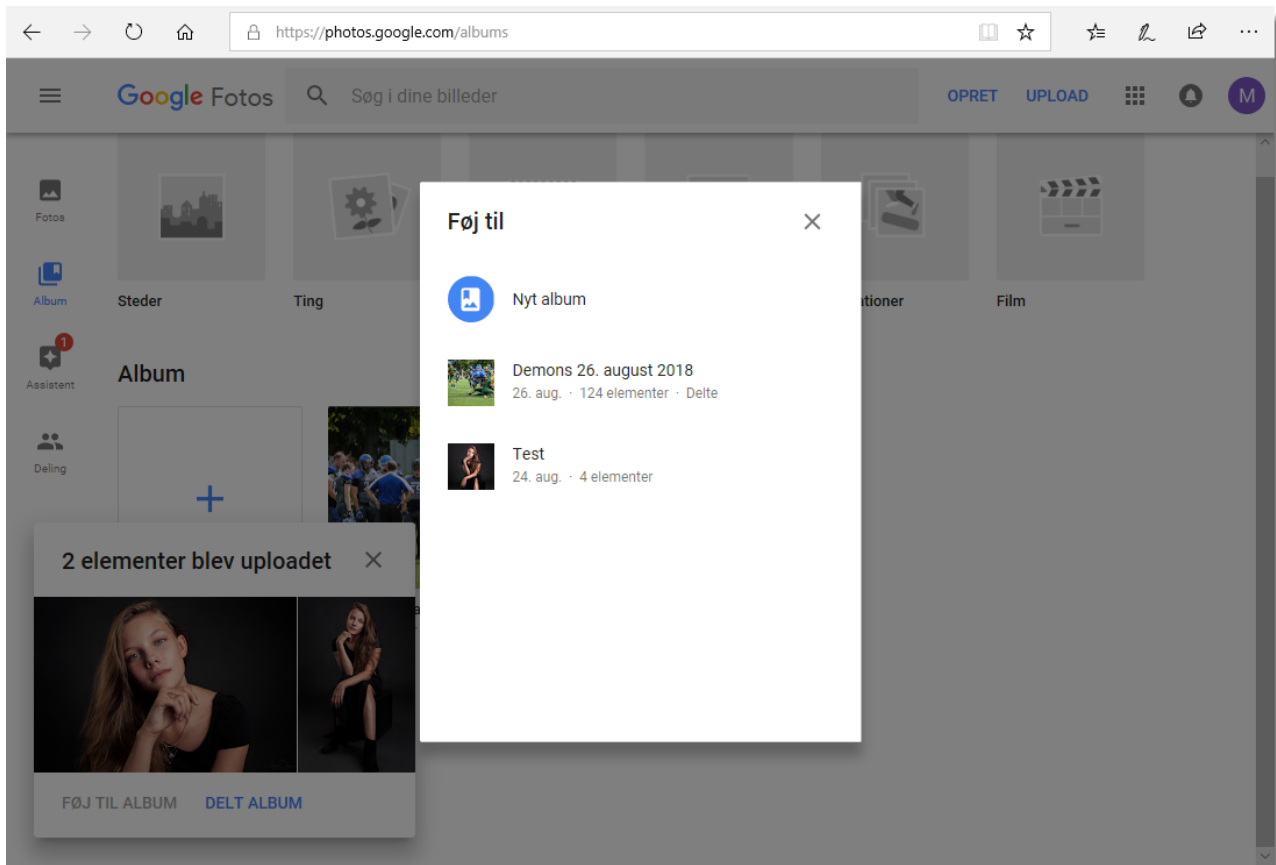 https://photos.google.com/albums
Google Fotos
Søg i dine billeder
OPRET
UPLOAD
M
Fotos
Album
1
Assistent
Deling
Steder
Ting
ationer
Film
Album
Føj til
Nyt album
Demons 26. august 2018
26. aug. · 124 elementer · Delte
Test
24. aug. · 4 elementer
2 elementer blev uploadet
FØJ TIL ALBUM
DELT ALBUM